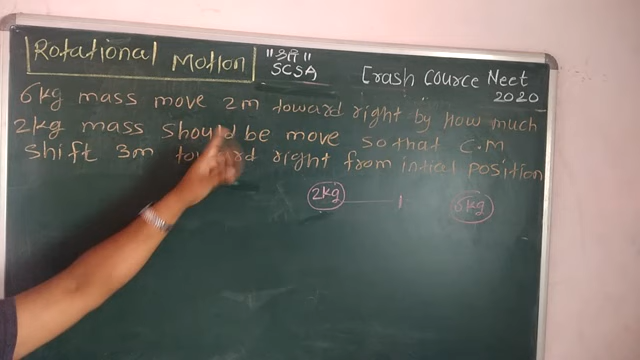 Rotational Motion
"श्री"
SCSA
Crash Cource Neet
2020
6kg mass move 2m toward right by How much
2kg mass should be move so that C.M
shift 3m toward right from intial position
2kg
6kg